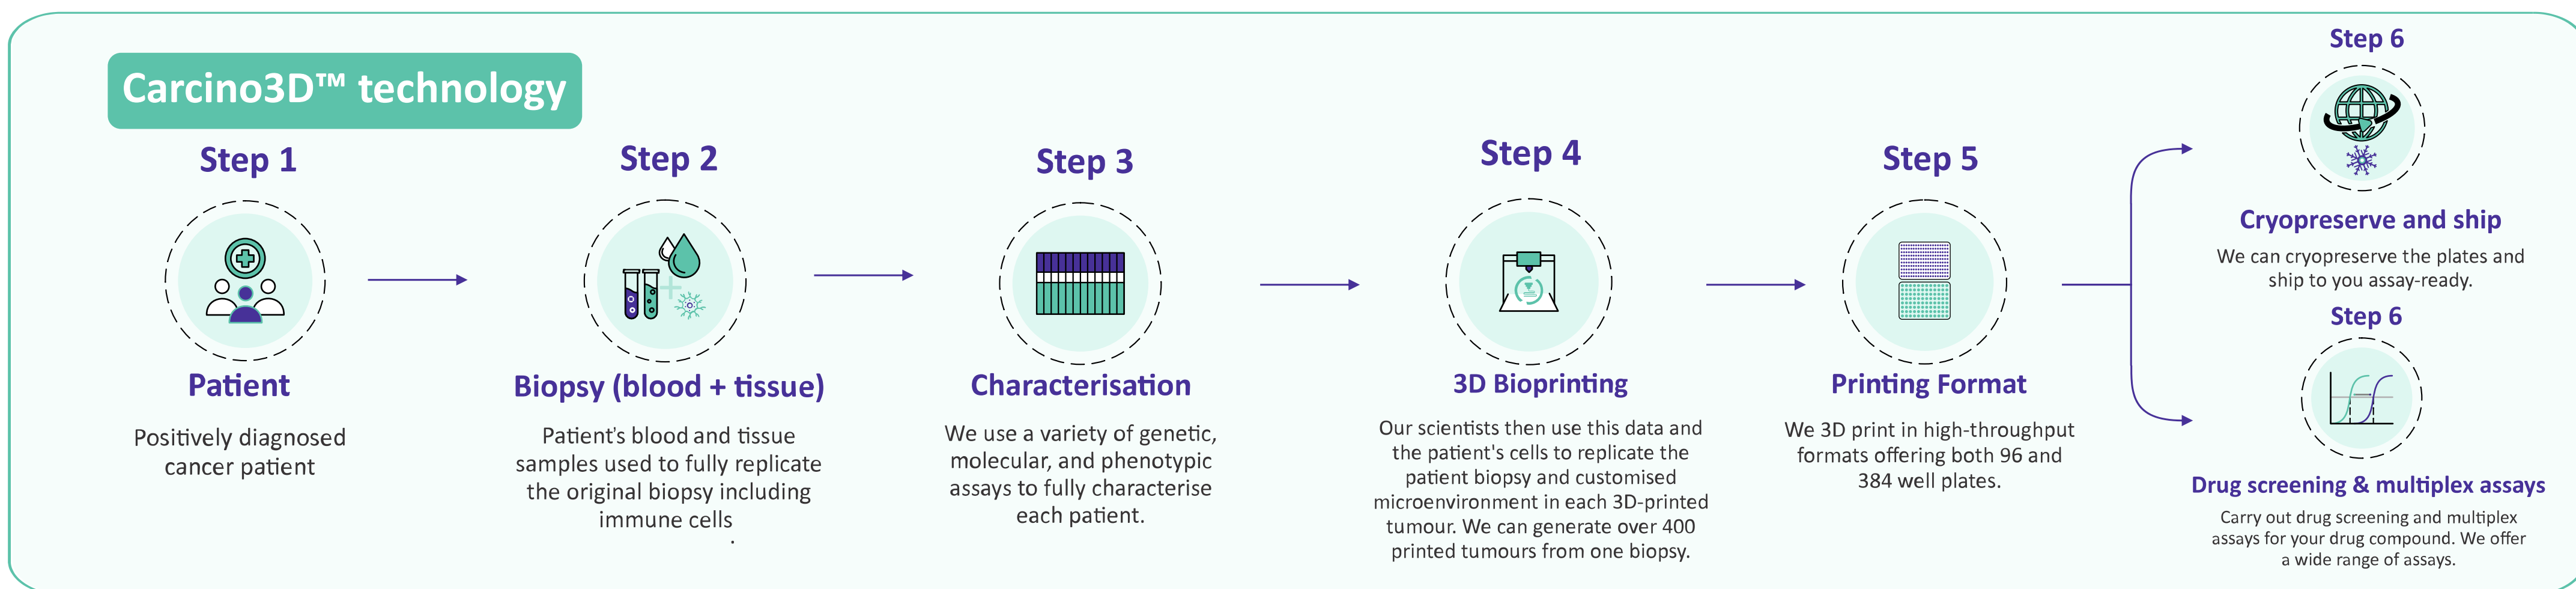 Carcino3D™ technology
Step 1
Patient
Positively diagnosed
cancer patient
Step 2
Biopsy (blood + tissue)
Patient's blood and tissue
samples used to fully replicate
the original biopsy including
immune cells
.
Step 3
Characterisation
We use a variety of genetic,
molecular, and phenotypic
assays to fully characterise
each patient.
Step 4
3D Bioprinting
Our scientists then use this data and
the patient's cells to replicate the
patient biopsy and customised
microenvironment in each 3D-printed
tumour. We can generate over 400
printed tumours from one biopsy.
Step 5
Printing Format
We 3D print in high-throughput
formats offering both 96 and
384 well plates.
Step 6
Cryopreserve and ship
We can cryopreserve the plates and
ship to you assay-ready.
Step 6
Drug screening & multiplex assays
Carry out drug screening and multiplex
assays for your drug compound. We offer
a wide range of assays.